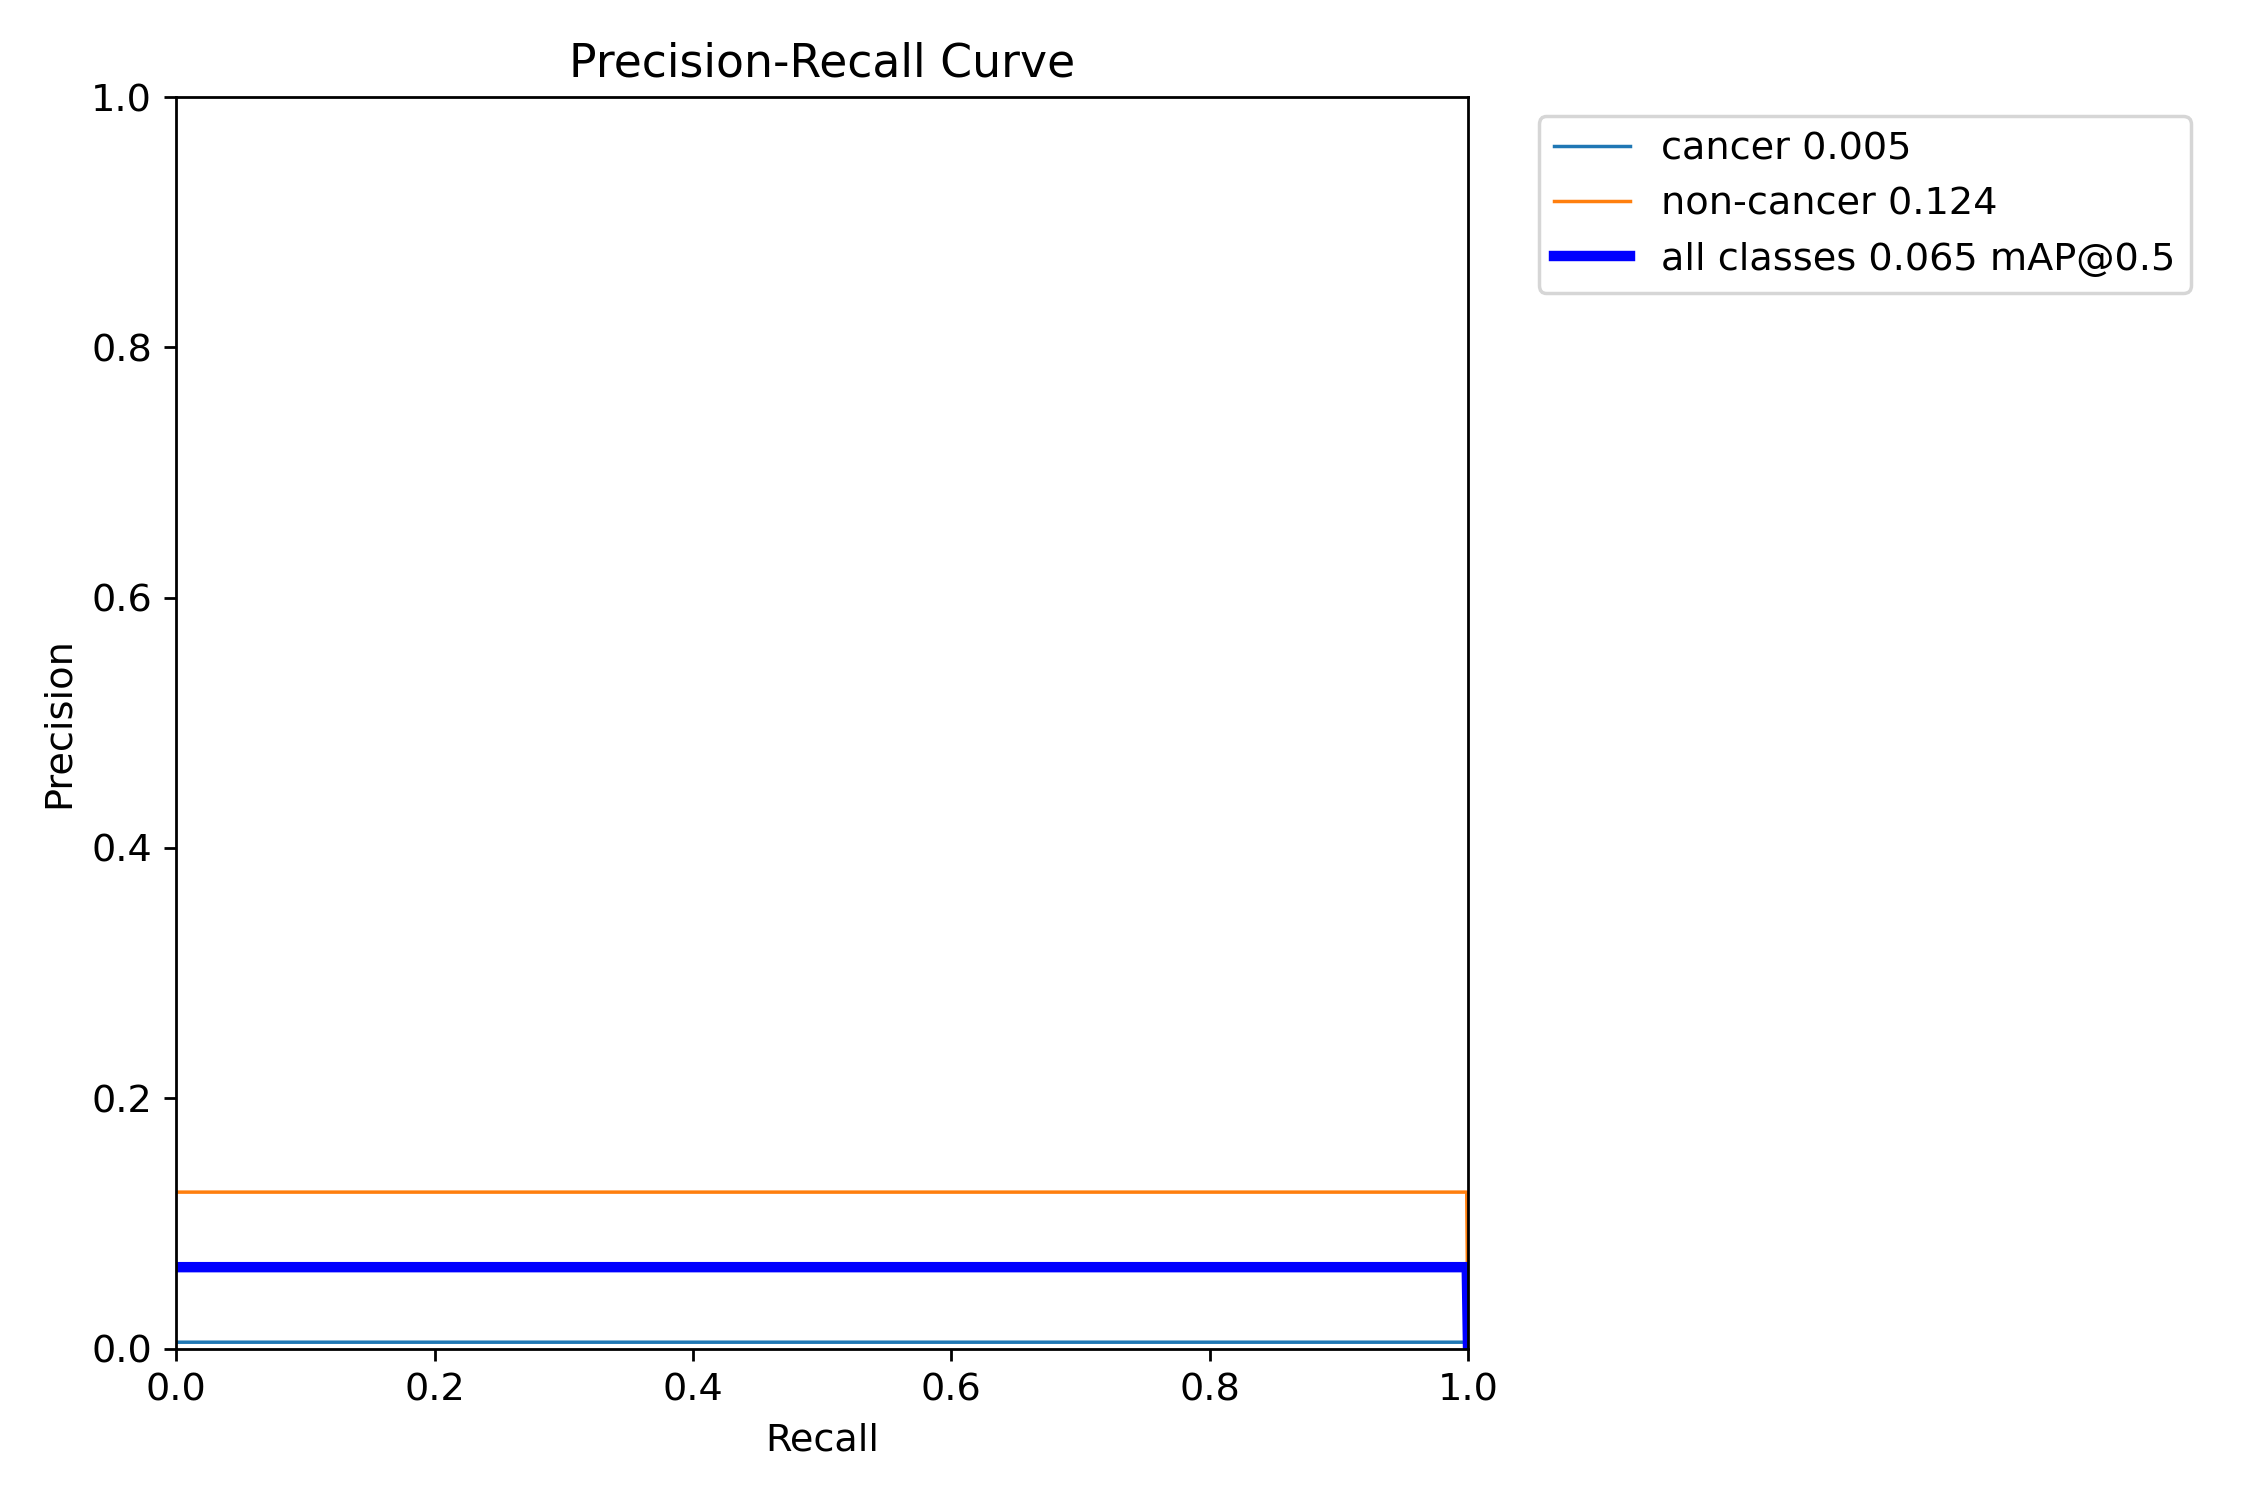 Precision-Recall Curve
1.0
0.8
0.6
0.4
0.2
0.0
Precision
0.0 0.2 0.4 0.6 0.8 1.0
Recall
cancer 0.005
non-cancer 0.124
all classes 0.065 mAP@0.5